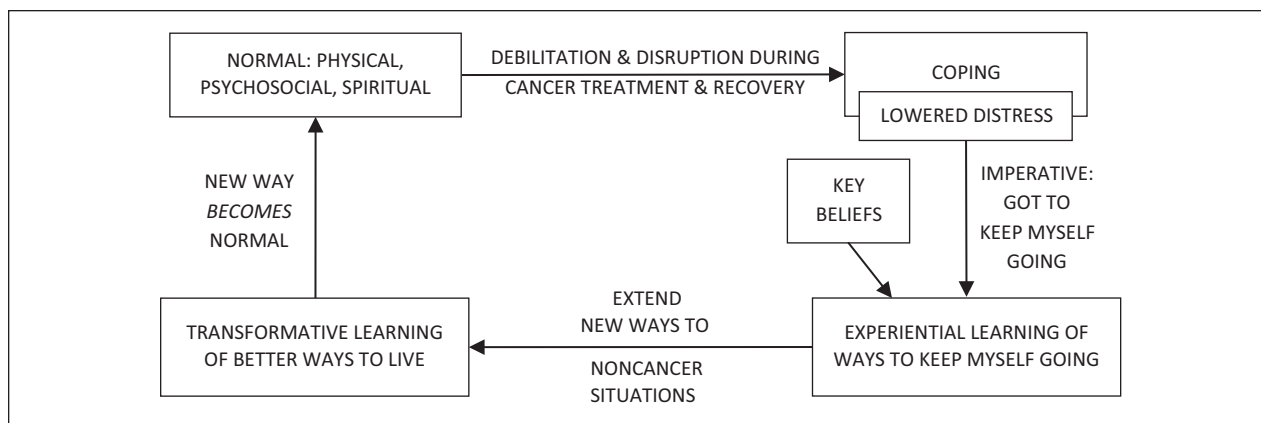 NORMAL: PHYSICAL,
PSYCHOSOCIAL, SPIRITUAL
DEBILITATION & DISRUPTION DURING
CANCER TREATMENT & RECOVERY
COPING
LOWERED DISTRESS
IMPERATIVE:
GOT TO
KEEP MYSELF
GOING
KEY
BELIEFS
EXPERIENTIAL LEARNING OF
WAYS TO KEEP MYSELF GOING
EXTEND
NEW WAYS TO
NONCANCER
SITUATIONS
TRANSFORMATIVE LEARNING
OF BETTER WAYS TO LIVE
NEW WAY
BECOMES
NORMAL